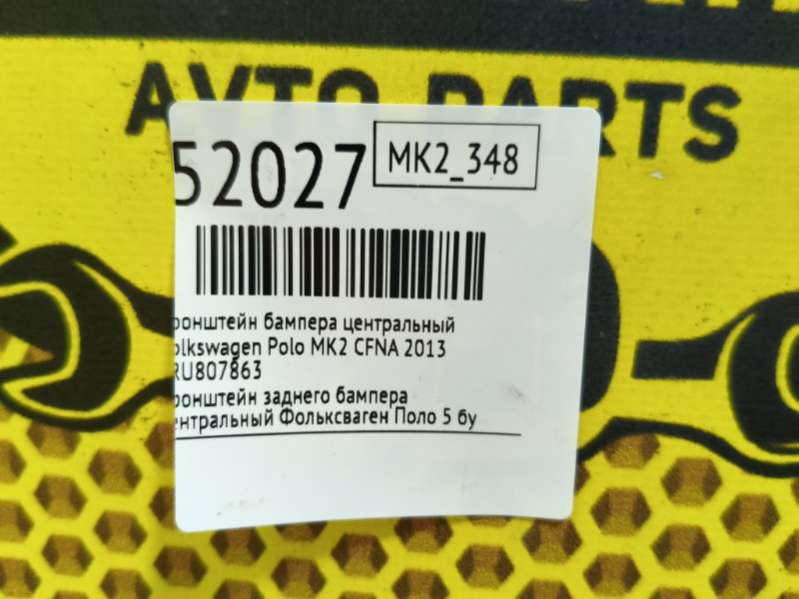 AVTO PARTS
52027
MK2_348
ронштейн бампера центральный
olkswagen Polo MK2 CFNA 2013
RU807863
ронштейн заднего бампера
ентральный Фольксваген Поло 5 бу